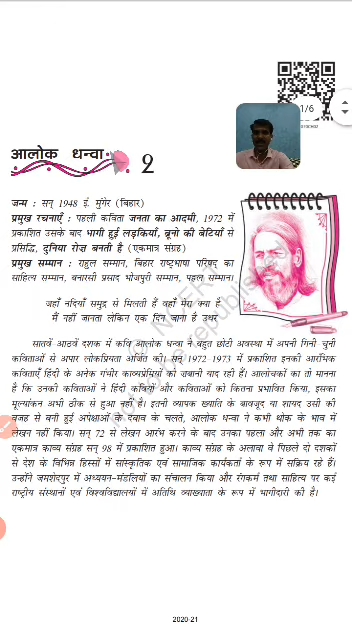 1/6
आलोक धन्वा
2
जन्म : सन् 1948 ई. मुंगेर (बिहार)
प्रमुख रचनाएँ : पहली कविता जनता का आदमी, 1972 में
प्रकाशित उसके बाद भागी हुई लड़कियाँ, ब्रूनो की बेटियाँ से
प्रसिद्धि, दुनिया रोज़ बनती है (एकमात्र संग्रह)
प्रमुख सम्मान : राहुल सम्मान, बिहार राष्ट्रभाषा परिषद् का
साहित्य सम्मान, बनारसी प्रसाद भोजपुरी सम्मान, पहल सम्मान।
जहाँ नदियाँ समुद्र से मिलती हैं वहाँ मेरा क्या है
मैं नहीं जानता लेकिन एक दिन जाना है उधर
सातवें आठवें दशक में कवि आलोक धन्वा ने बहुत छोटी अवस्था में अपनी गिनी चुनी
कविताओं से अपार लोकप्रियता अर्जित की। सन् 1972-1973 में प्रकाशित इनकी आरंभिक
कविताएँ हिंदी के अनेक गंभीर काव्यप्रेमियों को ज़बानी याद रही हैं। आलोचकों का तो मानना
है कि उनकी कविताओं ने हिंदी कवियों और कविताओं को कितना प्रभावित किया, इसका
मूल्यांकन अभी ठीक से हुआ नहीं है। इतनी व्यापक ख्याति के बावजूद या शायद उसी की
वजह से बनी हुई अपेक्षाओं के दबाव के चलते, आलोक धन्वा ने कभी थोक के भाव में
लेखन नहीं किया। सन् 72 से लेखन आरंभ करने के बाद उनका पहला और अभी तक का
एकमात्र काव्य संग्रह सन् 98 में प्रकाशित हुआ। काव्य संग्रह के अलावा वे पिछले दो दशकों
से देश के विभिन्न हिस्सों में सांस्कृतिक एवं सामाजिक कार्यकर्ता के रूप में सक्रिय रहे हैं।
उन्होंने जमशेदपुर में अध्ययन-मंडलियों का संचालन किया और रंगकर्म तथा साहित्य पर कई
राष्ट्रीय संस्थानों एवं विश्वविद्यालयों में अतिथि व्याख्याता के रूप में भागीदारी की है।
2020-21